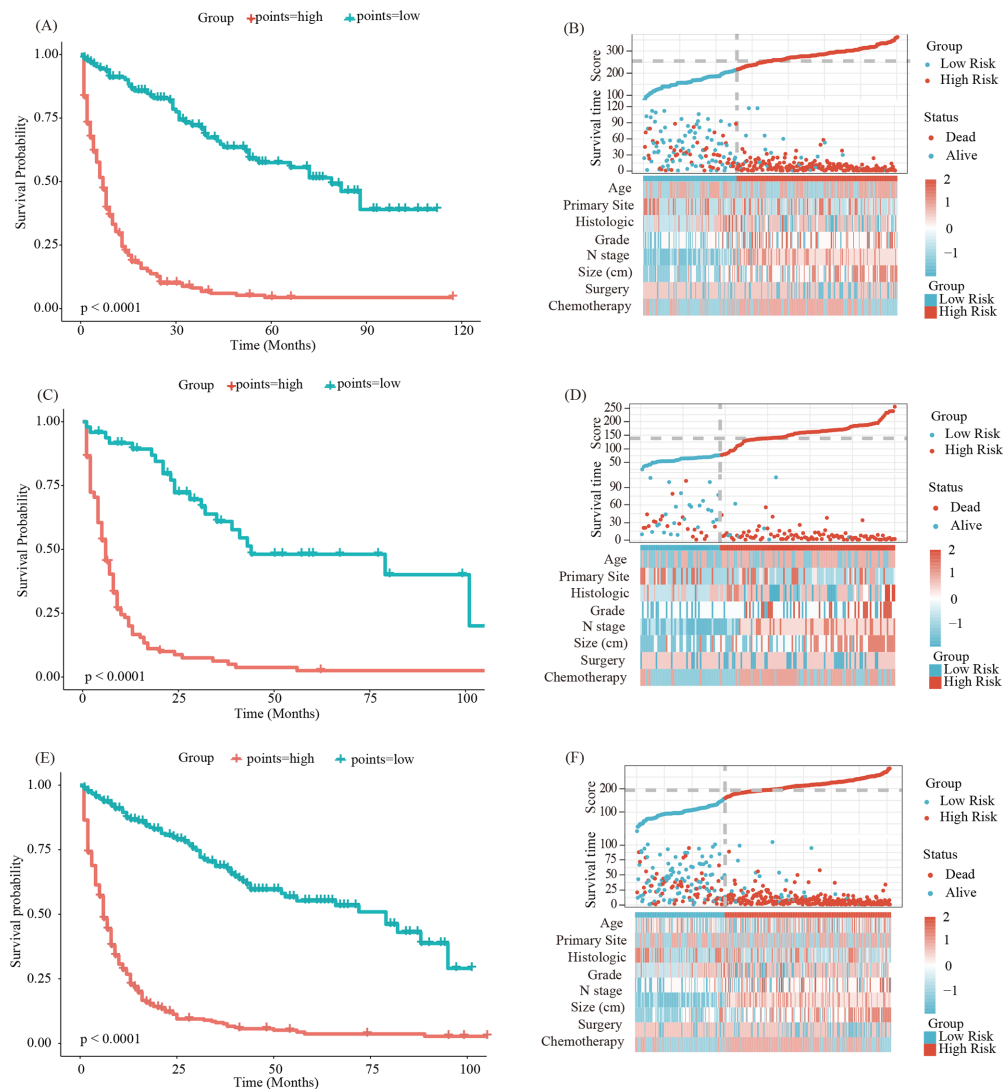 (A)
Group points=high points=low
Survival Probability
1.00
0.75
0.50
0.25
0.00
p < 0.0001
0 30 60 90 120
Time (Months)
(B)
Score
300
200
100
Survival time
120
90
60
30
0
Age
Primary Site
Histologic
Grade
N stage
Size (cm)
Surgery
Chemotherapy
Group
Low Risk
High Risk
Status
Dead
Alive
2
1
0
−1
Group
Low Risk
High Risk
(C)
Group points=high points=low
Survival Probability
1.00
0.75
0.50
0.25
0.00
p < 0.0001
0 25 50 75 100
Time (Months)
(D)
Score
250
200
150
100
50
Survival time
90
60
30
0
Age
Primary Site
Histologic
Grade
N stage
Size (cm)
Surgery
Chemotherapy
Group
Low Risk
High Risk
Status
Dead
Alive
2
1
0
−1
Group
Low Risk
High Risk
(E)
Group points=high points=low
Survival probability
1.00
0.75
0.50
0.25
0.00
p < 0.0001
0 25 50 75 100
Time (Months)
(F)
Score
200
100
Survival time
100
75
50
25
0
Age
Primary Site
Histologic
Grade
N stage
Size (cm)
Surgery
Chemotherapy
Group
Low Risk
High Risk
Status
Dead
Alive
2
1
0
−1
Group
Low Risk
High Risk